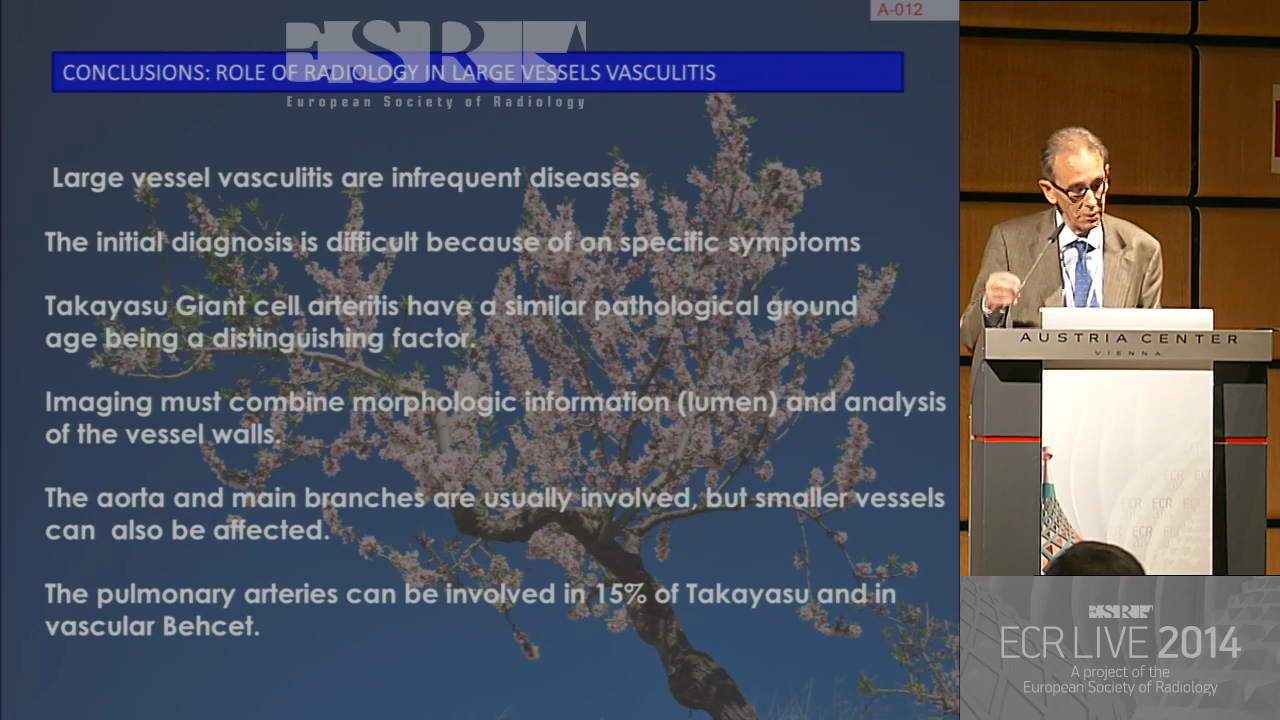 A-012
ESR
European Society of Radiology
CONCLUSIONS: ROLE OF RADIOLOGY IN LARGE VESSELS VASCULITIS
Large vessel vasculitis are infrequent diseases
The initial diagnosis is difficult because of on specific symptoms
Takayasu Giant cell arteritis have a similar pathological ground
age being a distinguishing factor.
Imaging must combine morphologic information (lumen) and analysis
of the vessel walls.
The aorta and main branches are usually involved, but smaller vessels
can also be affected.
The pulmonary arteries can be involved in 15% of Takayasu and in
vascular Behcet.
AUSTRIA CENTER
VIENNA
ECR ECR
ECR ECR
ECR
ESR
ECR LIVE 2014
A project of the
European Society of Radiology